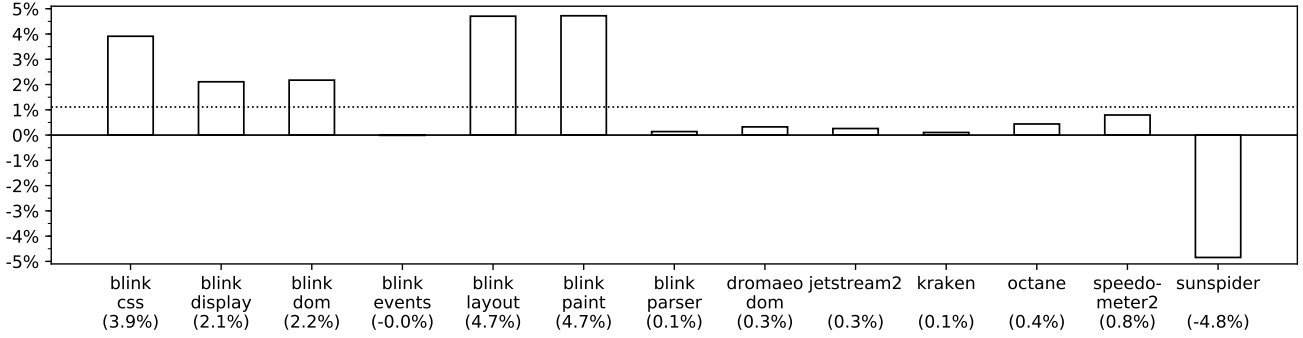 5%
4%
3%
2%
1%
0%
-1%
-2%
-3%
-4%
-5%
blink css (3.9%)
blink display (2.1%)
blink dom (2.2%)
blink events (-0.0%)
blink layout (4.7%)
blink paint (4.7%)
blink parser (0.1%)
dromaeo dom (0.3%)
jetstream2 (0.3%)
kraken (0.1%)
octane (0.4%)
speedo-
meter2 (0.8%)
sunspider (-4.8%)